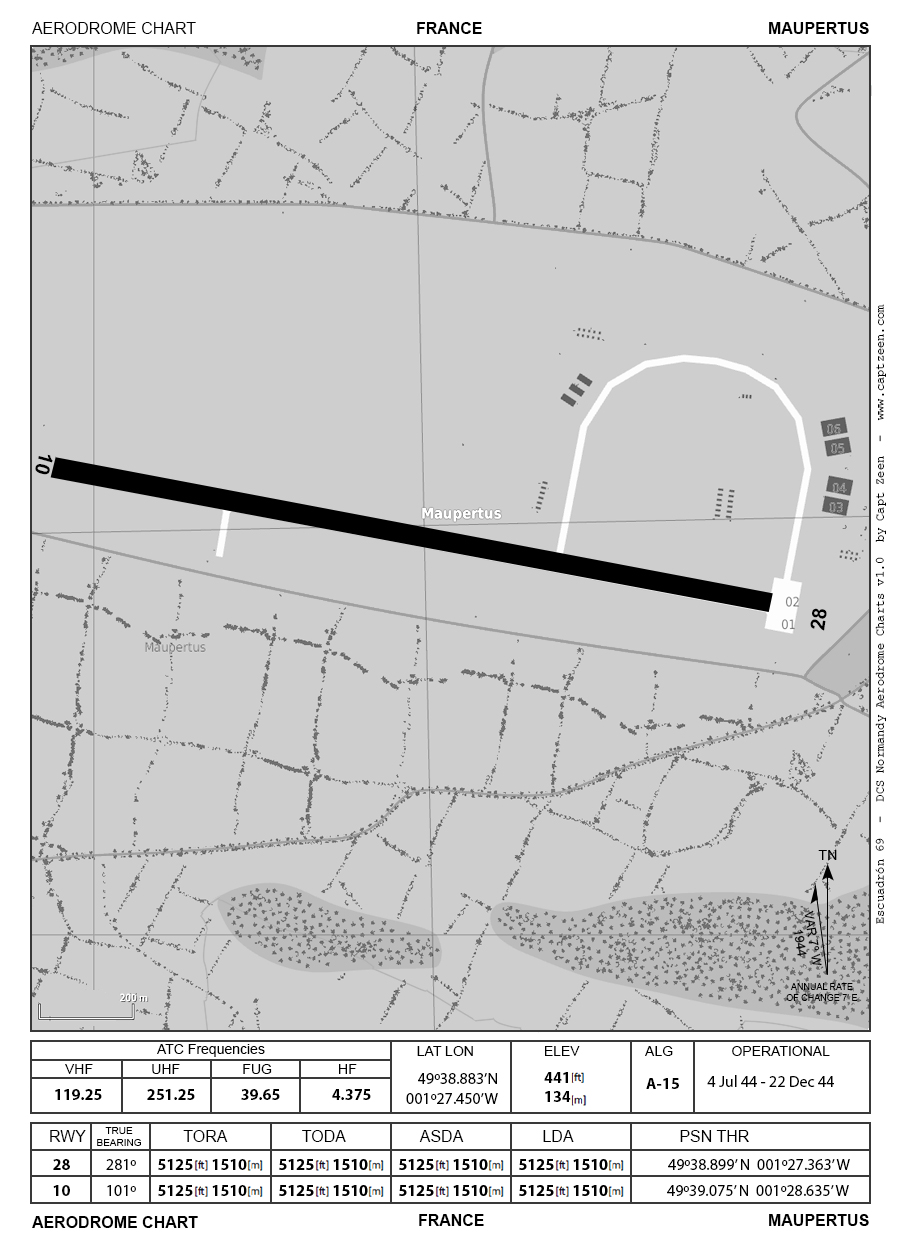 AERODROME CHART FRANCE MAUPERTUS
10
Maupertus
06
05
04
03
02
01
28
Maupertus
Escuadrón 69 - DCS Normandy Aerodrome Charts v1.0 by Capt Zeen - www.captzeen.com
TN
VAR 7º W
1944
ANNUAL RATE
OF CHANGE 7' E
200 m
ATC Frequencies LAT LON ELEV ALG OPERATIONAL
VHF UHF FUG HF
119.25 251.25 39.65 4.375
49º38.883'N 441[ft] A-15 4 Jul 44 - 22 Dec 44
001º27.450'W 134[m]
RWY TRUE BEARING TORA TODA ASDA LDA PSN THR
28 281º 5125[ft] 1510[m] 5125[ft] 1510[m] 5125[ft] 1510[m] 5125[ft] 1510[m] 49º38.899'N 001º27.363'W
10 101º 5125[ft] 1510[m] 5125[ft] 1510[m] 5125[ft] 1510[m] 5125[ft] 1510[m] 49º39.075'N 001º28.635'W
AERODROME CHART FRANCE MAUPERTUS